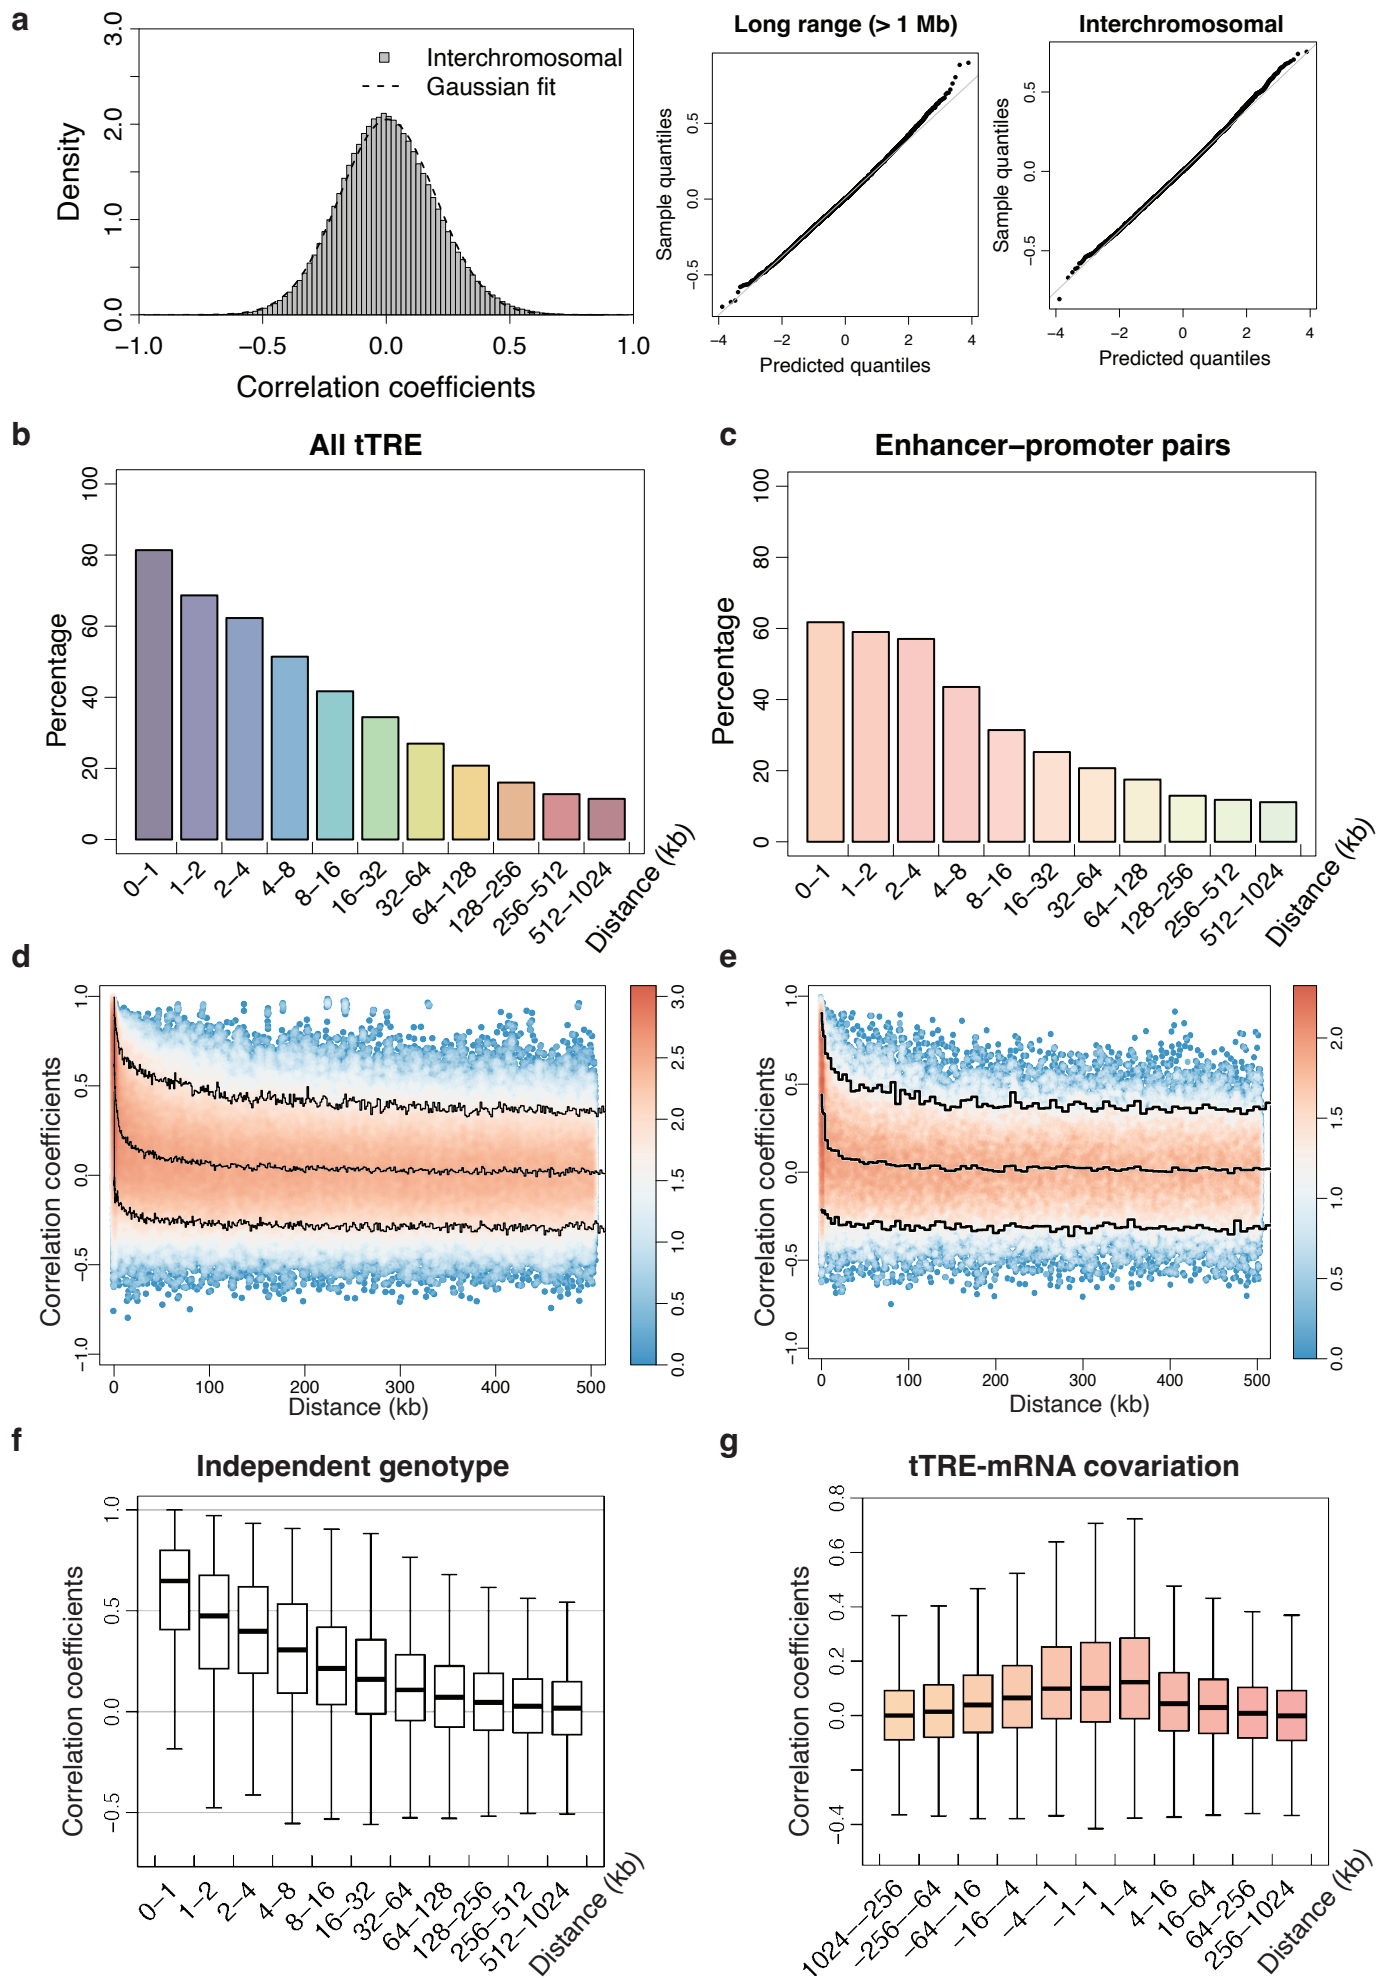 a
3.0
2.0
1.0
0.0
Density
Interchromosomal
Gaussian fit
−1.0 −0.5 0.0 0.5 1.0
Correlation coefficients
Long range (> 1 Mb)
0.5
0.0
−0.5
Sample quantiles
−4 −2 0 2 4
Predicted quantiles
Interchromosomal
0.5
0.0
−0.5
Sample quantiles
−4 −2 0 2 4
Predicted quantiles
b
All tTRE
100
80
60
40
20
0
Percentage
0−1 1−2 2−4 4−8 8−16 16−32 32−64 64−128 128−256 256−512 512−1024 Distance (kb)
c
Enhancer−promoter pairs
100
80
60
40
20
0
Percentage
0−1 1−2 2−4 4−8 8−16 16−32 32−64 64−128 128−256 256−512 512−1024 Distance (kb)
d
1.0
0.5
0.0
−0.5
−1.0
Correlation coefficients
0 100 200 300 400 500
Distance (kb)
3.0
2.5
2.0
1.5
1.0
0.5
0.0
e
1.0
0.5
0.0
−0.5
−1.0
Correlation coefficients
0 100 200 300 400 500
Distance (kb)
2.0
1.5
1.0
0.5
0.0
f
Independent genotype
1.0
0.5
0.0
−0.5
Correlation coefficients
0−1 1−2 2−4 4−8 8−16 16−32 32−64 64−128 128−256 256−512 512−1024 Distance (kb)
g
tTRE-mRNA covariation
0.8
0.6
0.4
0.2
0.0
−0.4
Correlation coefficients
1024−−256 −256−−64 −64−−16 −16−−4 −4−−1 −1−1 1−4 4−16 16−64 64−256 256−1024 Distance (kb)